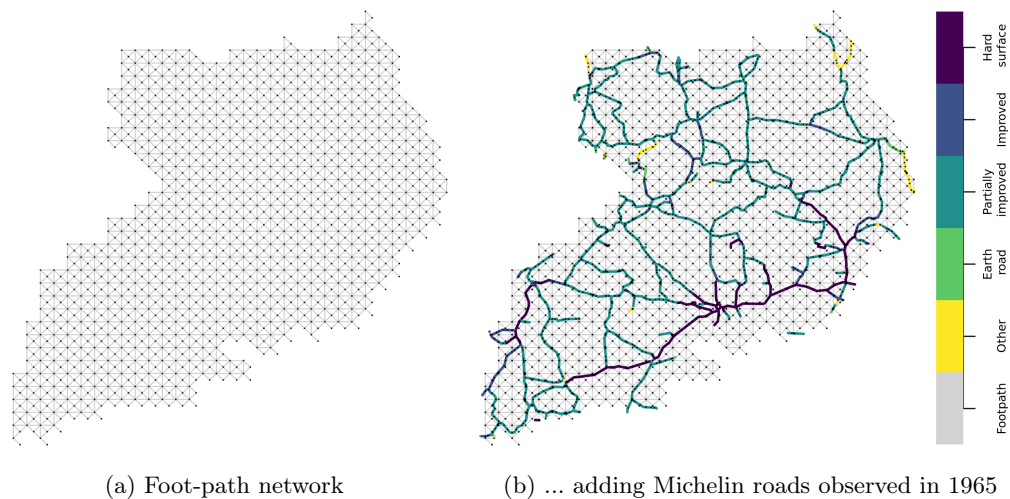 Hard
surface
Improved
Partially
improved
Earth
road
Other
Footpath
(a) Foot-path network
(b) ... adding Michelin roads observed in 1965